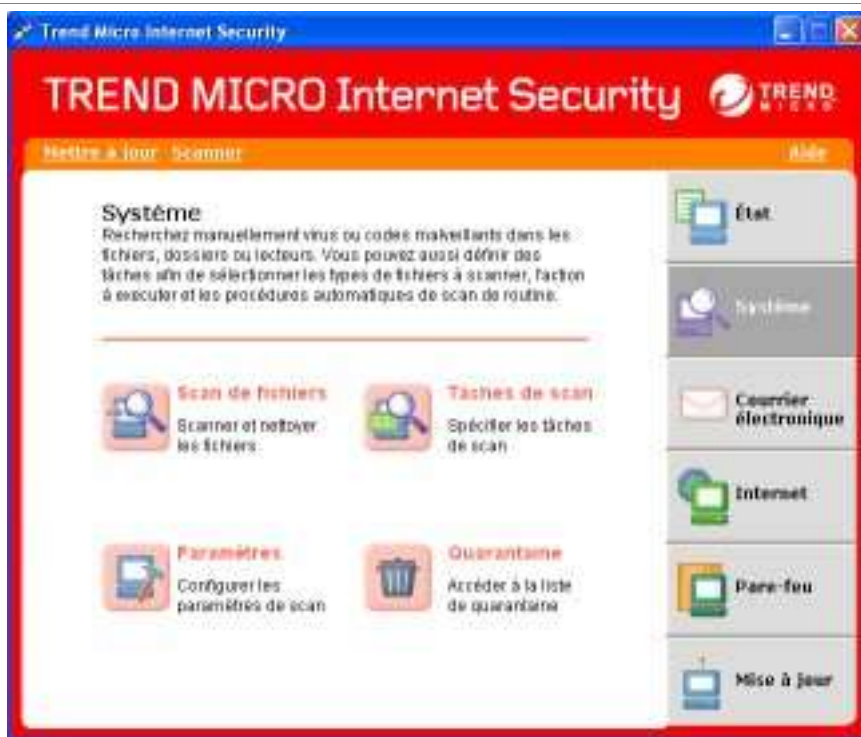 Trend Micro Internet Security
TREND MICRO Internet Security
TREND
MICRO
Mettre à jour Scanner
Aide
Système
Recherchez manuellement virus ou codes malveillants dans les
fichiers, dossiers ou lecteurs. Vous pouvez aussi définir des
tâches afin de sélectionner les types de fichiers à scanner, l'action
à executer et les procédures automatiques de scan de routine.
Scan de fichiers
Scanner et nettoyer
les fichiers
Tâches de scan
Spécifier les tâches
de scan
Paramètres
Configurer les
paramètres de scan
Quarantaine
Accéder à la liste
de quarantaine
État
Système
Courrier
électronique
Internet
Pare-feu
Mise à jour